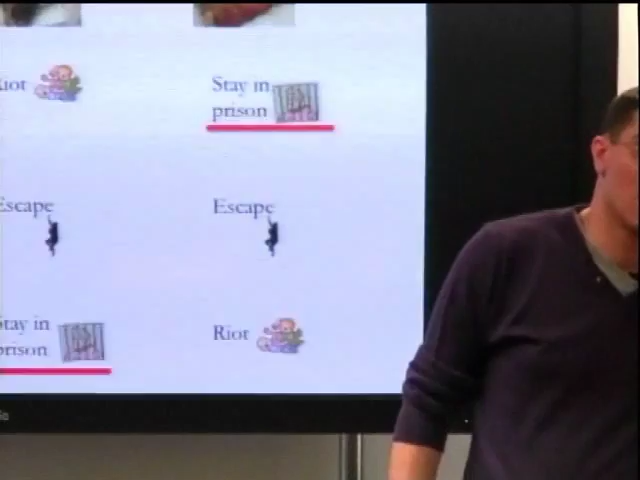 Riot
Stay in
prison
Escape
Escape
Stay in
prison
Riot